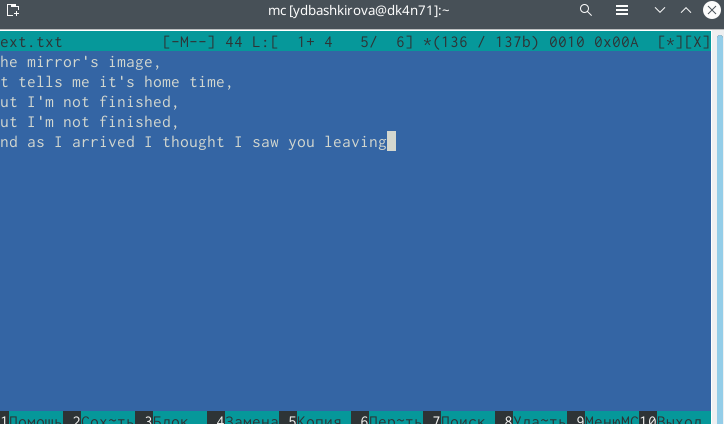 mc [ydbashkirova@dk4n71]:~
ext.txt [-M--] 44 L:[ 1+ 4 5/ 6] *(136 / 137b) 0010 0x00A [*][X]
he mirror's image,
t tells me it's home time,
ut I'm not finished,
ut I'm not finished,
nd as I arrived I thought I saw you leaving
1Помощь 2Сох~ть 3Блок 4Замена 5Копия 6Пер~ть 7Поиск 8Уда~ть 9МенюMC 10Выход